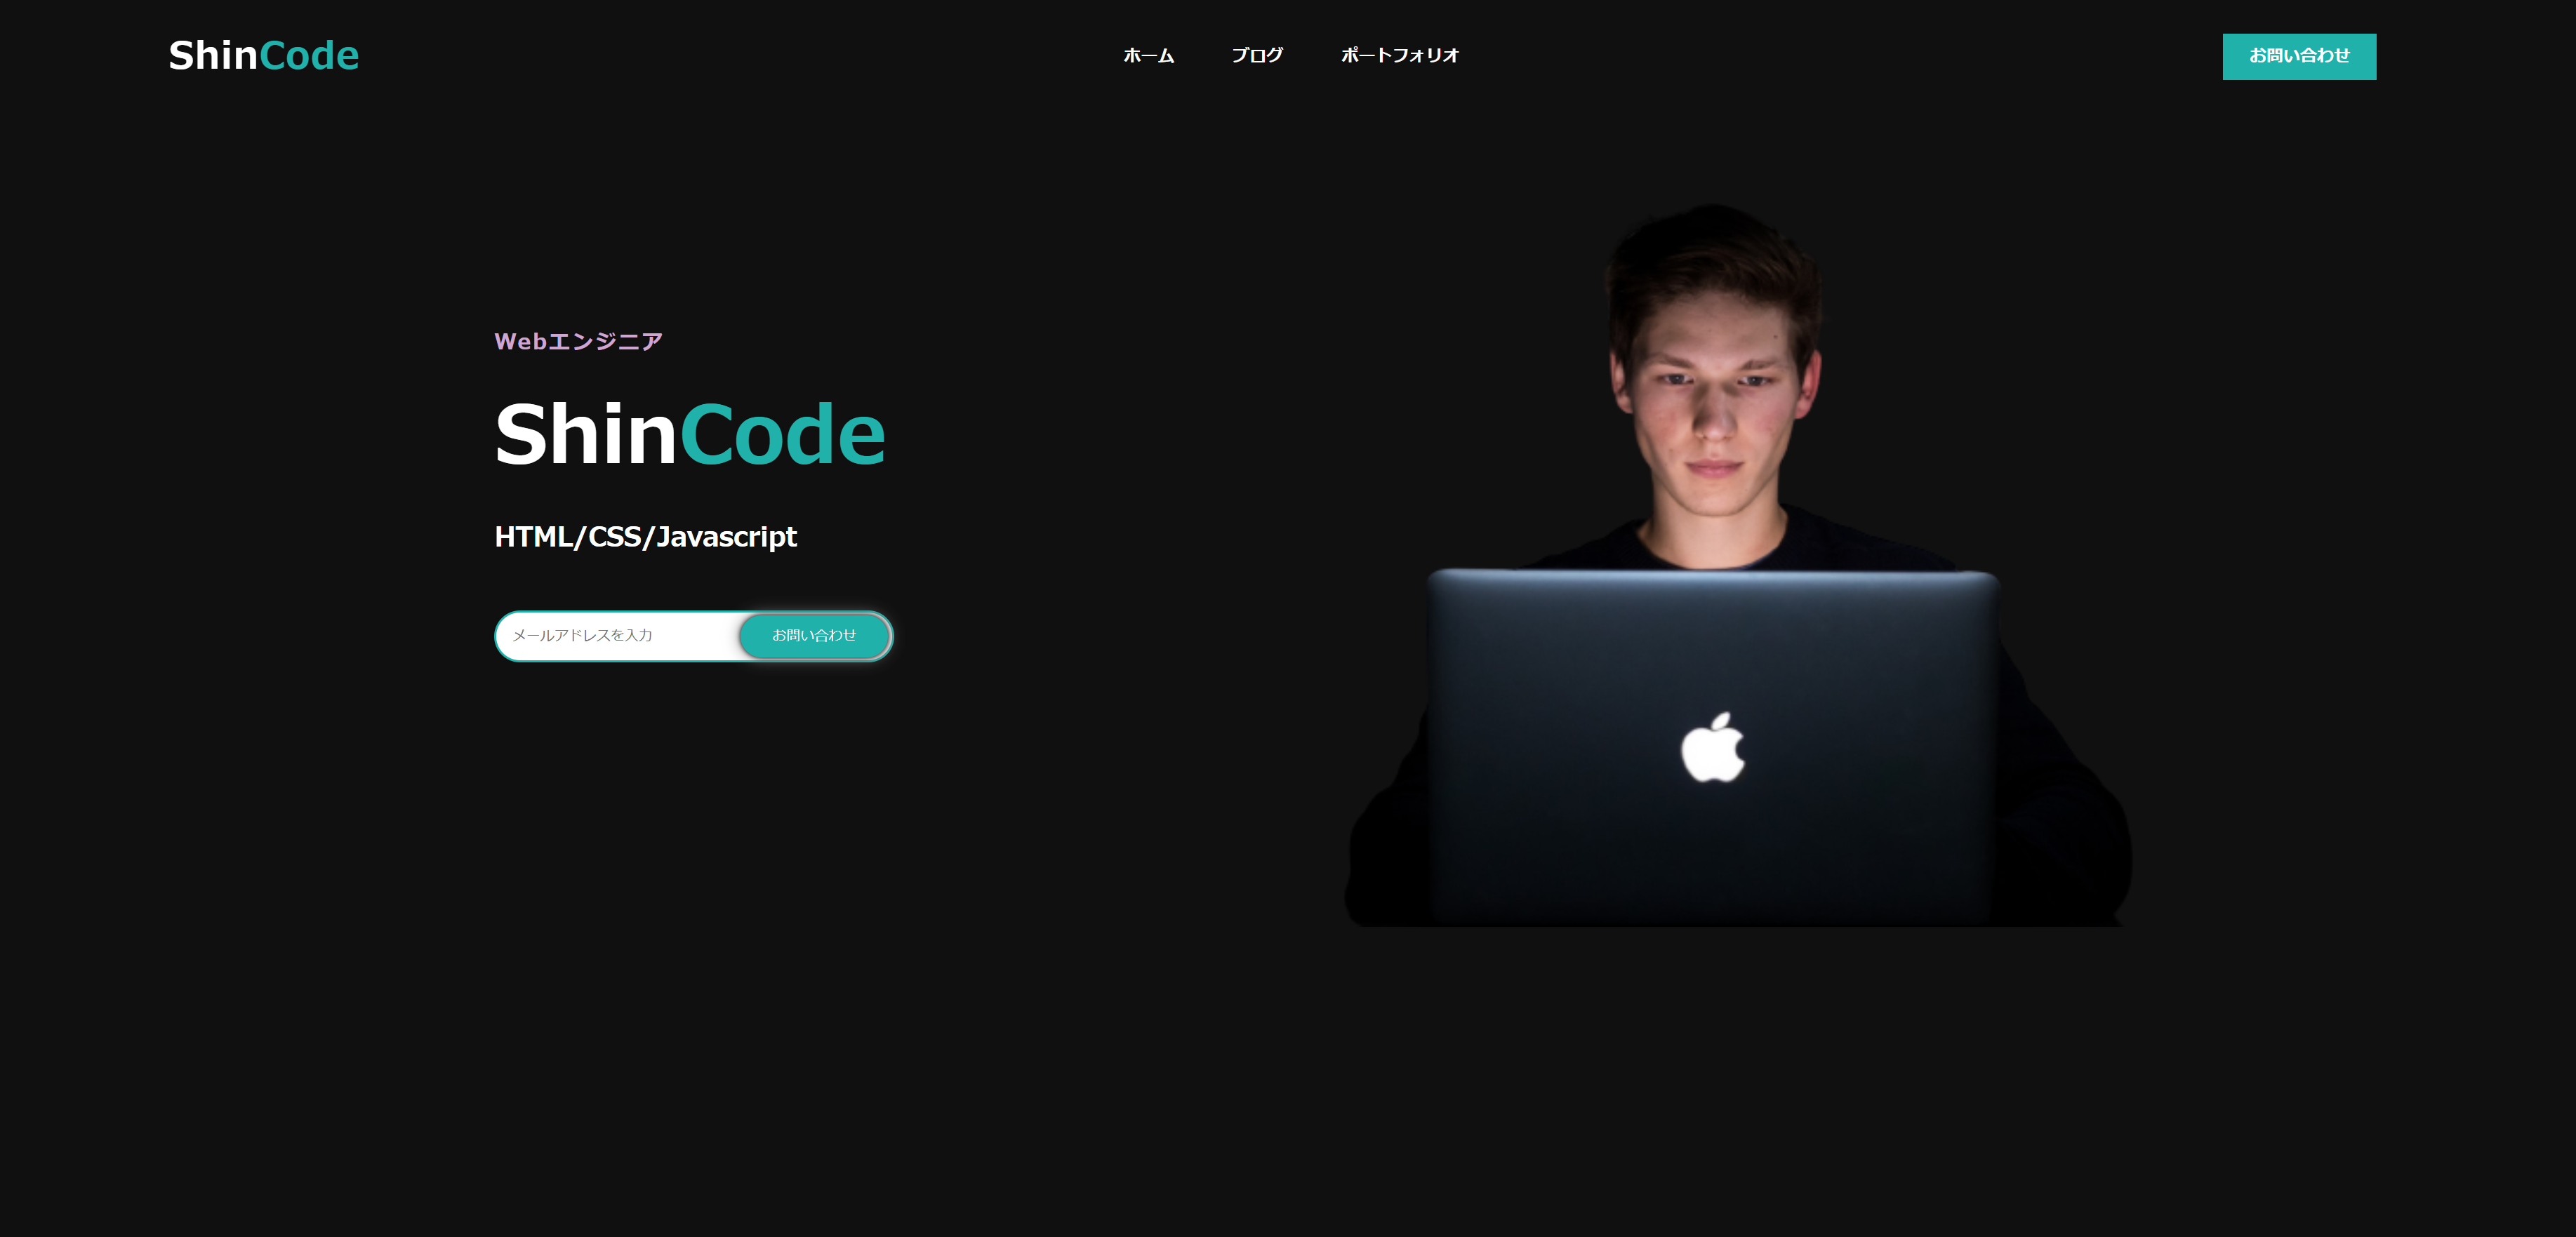 ShinCode
ホーム ブログ ポートフォリオ
お問い合わせ
Webエンジニア
ShinCode
HTML/CSS/Javascript
メールアドレスを入力 お問い合わせ